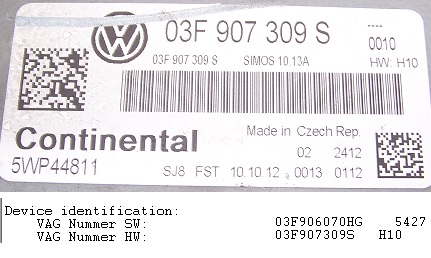 03F 907 309 S
0010
03F 907 309 S SIMOS 10.13A HW: H10
Continental
Made in Czech Rep.
5WP44811
02 2412
SJ8 FST 10.10.12 0013 0112
Device identification:
VAG Nummer SW: 03F906070HG 5427
VAG Nummer HW: 03F907309S H10